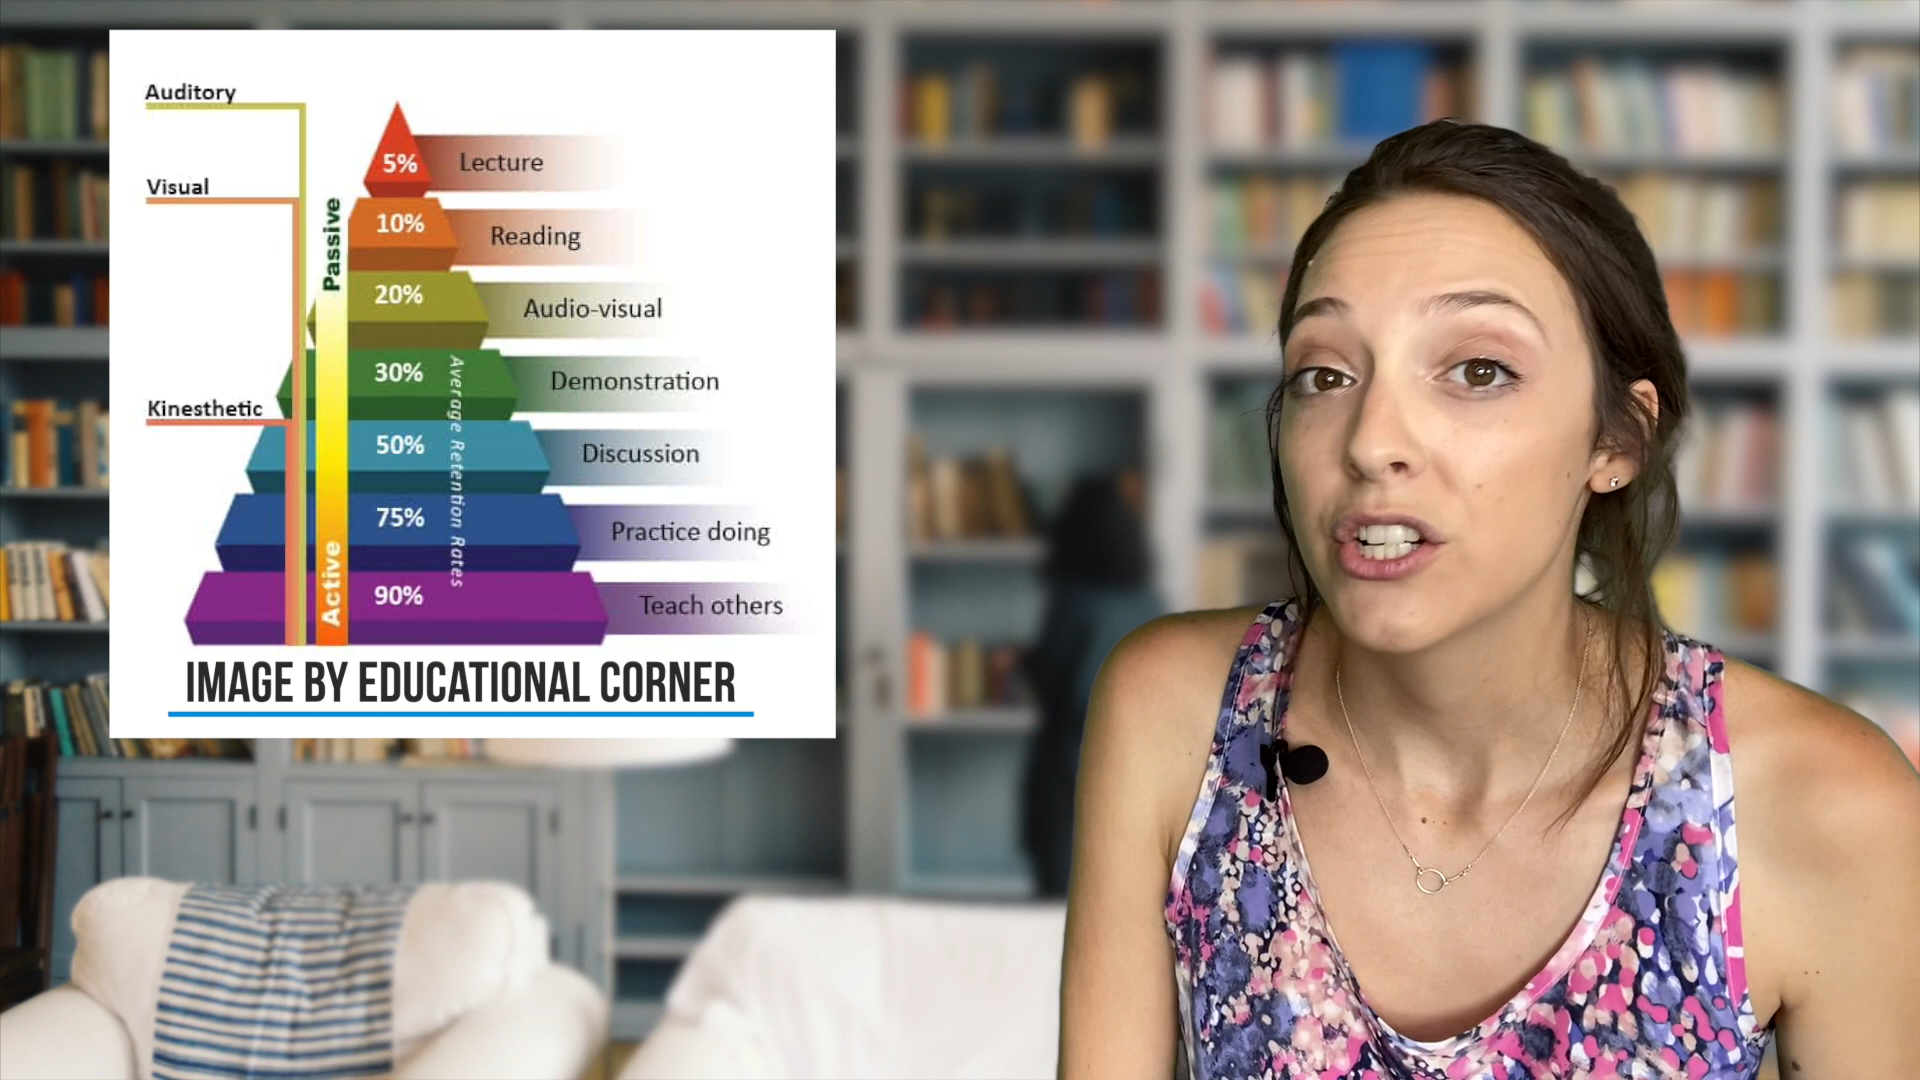 Auditory
Visual
Kinesthetic
Passive
Active
5% Lecture
10% Reading
20% Audio-visual
30% Demonstration
50% Discussion
75% Practice doing
90% Teach others
Average Retention Rates
IMAGE BY EDUCATIONAL CORNER